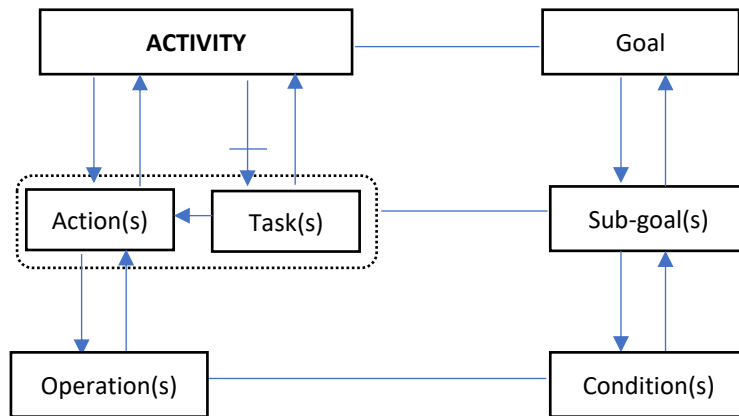 ACTIVITY
Goal
Action(s)
Task(s)
Sub-goal(s)
Operation(s)
Condition(s)